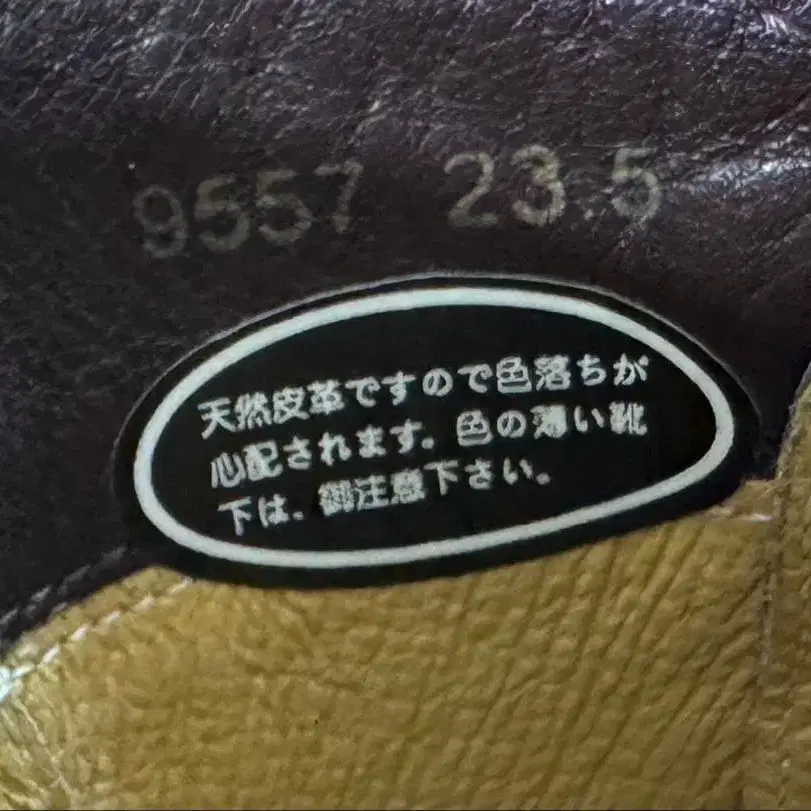 9557 23.5
天然皮革ですので色落ちが
心配されます。色の薄い靴
下は、御注意下さい。